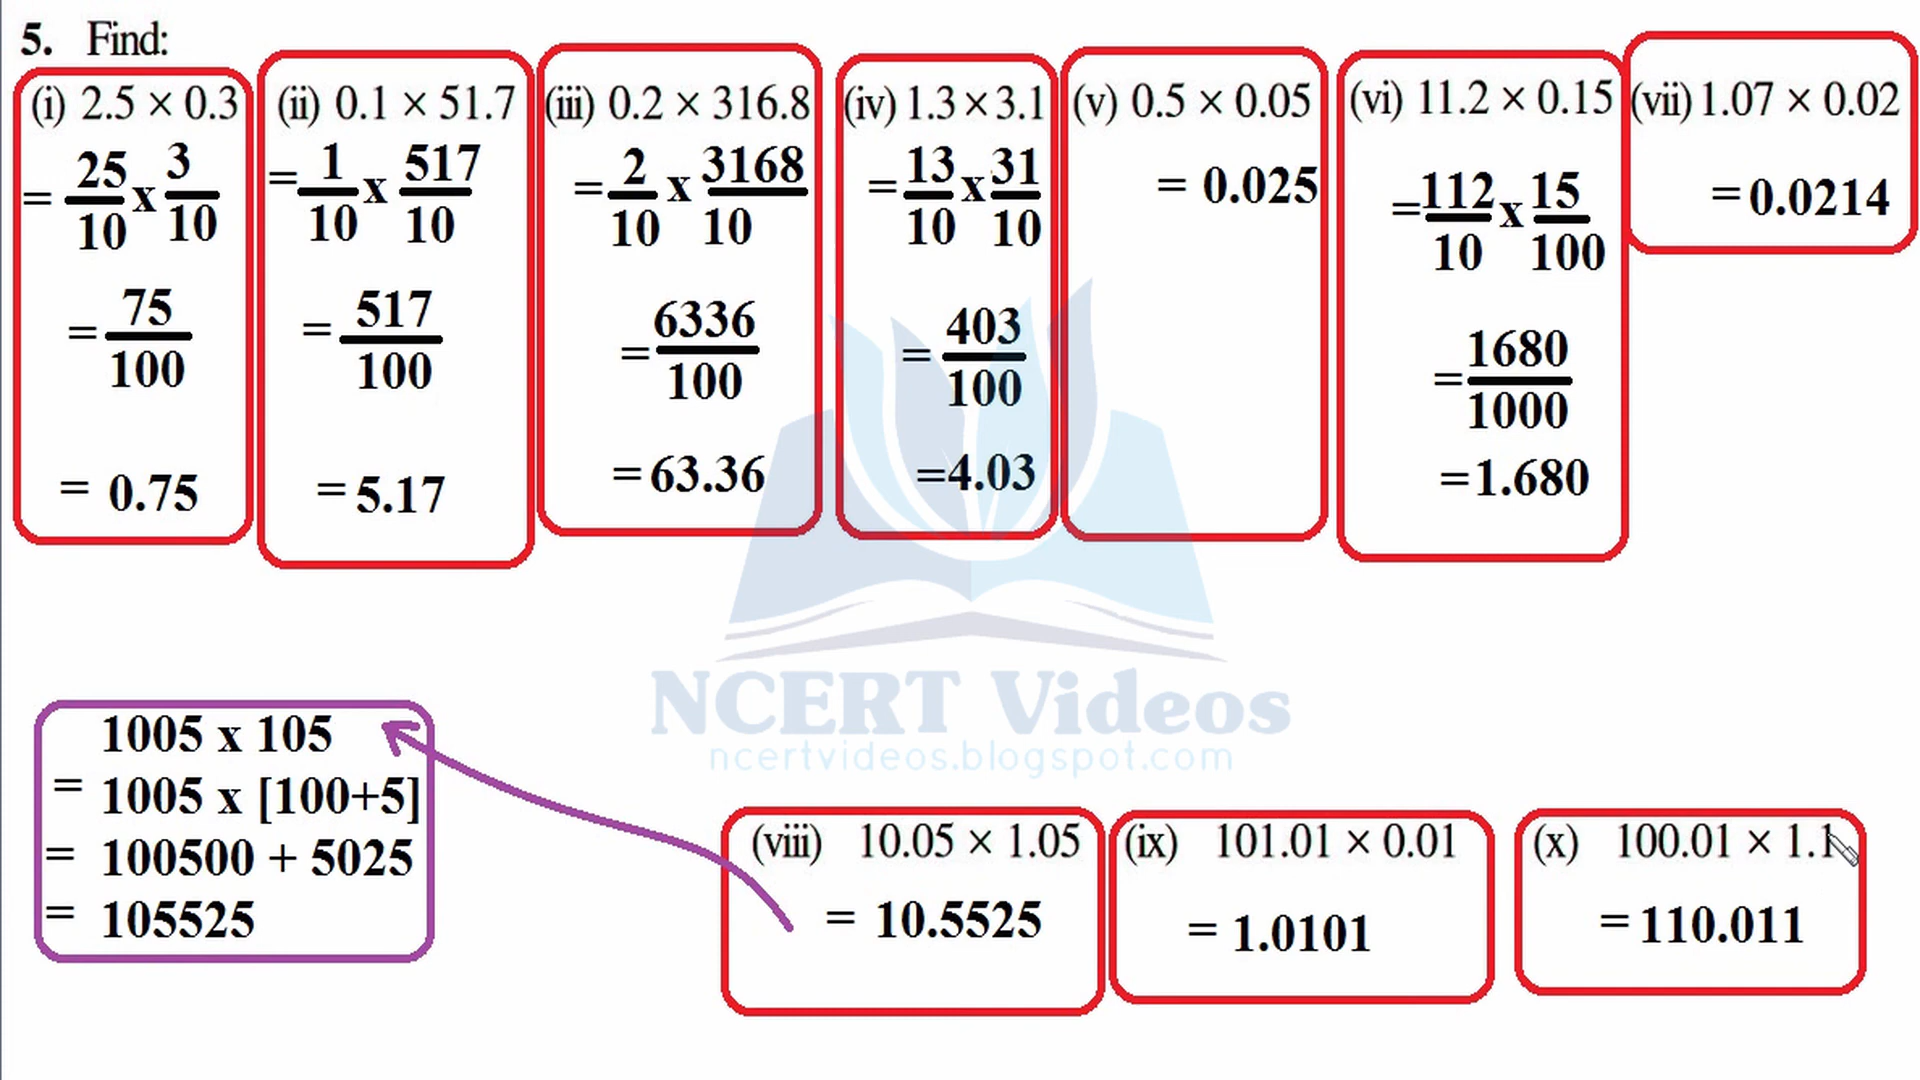 5. Find:
(i) 2.5 × 0.3
= 25/10 x 3/10
= 75/100
= 0.75
(ii) 0.1 × 51.7
= 1/10 x 517/10
= 517/100
= 5.17
(iii) 0.2 × 316.8
= 2/10 x 3168/10
= 6336/100
= 63.36
(iv) 1.3 × 3.1
= 13/10 x 31/10
= 403/100
= 4.03
(v) 0.5 × 0.05
= 0.025
(vi) 11.2 × 0.15
= 112/10 x 15/100
= 1680/1000
= 1.680
(vii) 1.07 × 0.02
= 0.0214
NCERT Videos
ncertvideos.blogspot.com
1005 x 105
= 1005 x [100+5]
= 100500 + 5025
= 105525
(viii) 10.05 × 1.05
= 10.5525
(ix) 101.01 × 0.01
= 1.0101
(x) 100.01 × 1.1
= 110.011